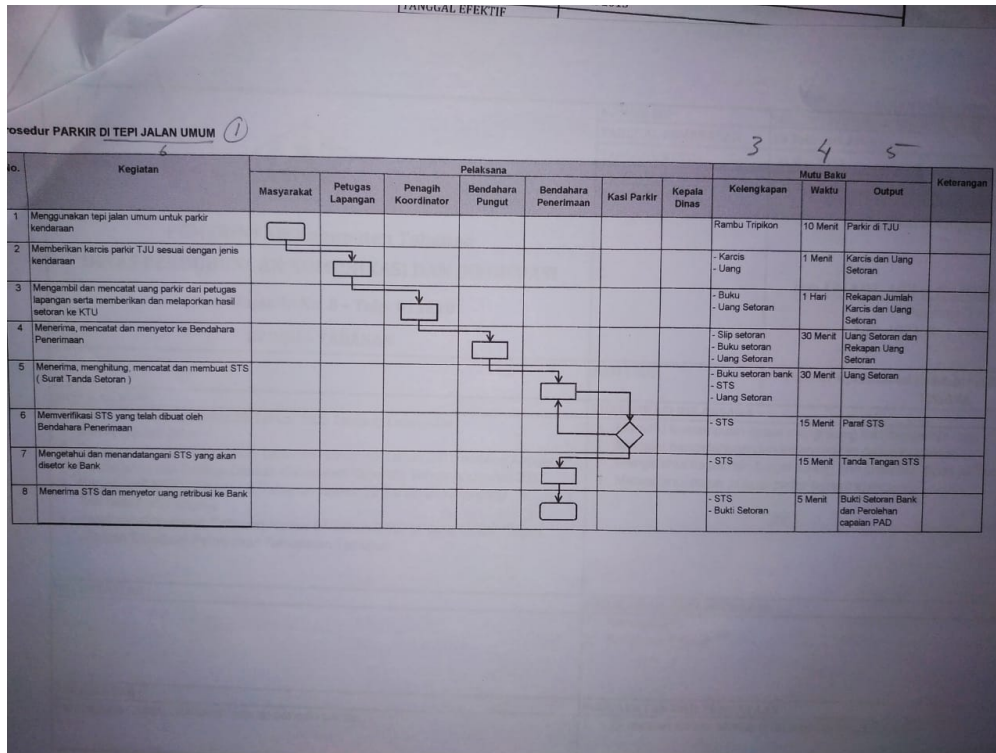 TANGGAL EFEKTIF
rosedur PARKIR DI TEPI JALAN UMUM 1
6 3 4 5
No. Kegiatan Pelaksana Mutu Baku Keterangan
Masyarakat Petugas Lapangan Penagih Koordinator Bendahara Pungut Bendahara Penerimaan Kasi Parkir Kepala Dinas Kelengkapan Waktu Output
1 Menggunakan tepi jalan umum untuk parkir Rambu Tripikon 10 Menit Parkir di TJU
kendaraan
2 Memberikan karcis parkir TJU sesuai dengan jenis - Karcis 1 Menit Karcis dan Uang
kendaraan - Uang Setoran
3 Mengambil dan mencatat uang parkir dari petugas - Buku 1 Hari Rekapan Jumlah
lapangan serta memberikan dan melaporkan hasil - Uang Setoran Karcis dan Uang
setoran ke KTU Setoran
4 Menerima, mencatat dan menyetor ke Bendahara - Slip setoran 30 Menit Uang Setoran dan
Penerimaan - Buku setoran Rekapan Uang
- Uang Setoran Setoran
5 Menerima, menghitung, mencatat dan membuat STS - Buku setoran bank 30 Menit Uang Setoran
( Surat Tanda Setoran ) - STS
- Uang Setoran
6 Memverifikasi STS yang telah dibuat oleh - STS 15 Menit Paraf STS
Bendahara Penerimaan
7 Mengetahui dan menandatangani STS yang akan - STS 15 Menit Tanda Tangan STS
disetor ke Bank
8 Menerima STS dan menyetor uang retribusi ke Bank - STS 5 Menit Bukti Setoran Bank
- Bukti Setoran dan Perolehan
capaian PAD